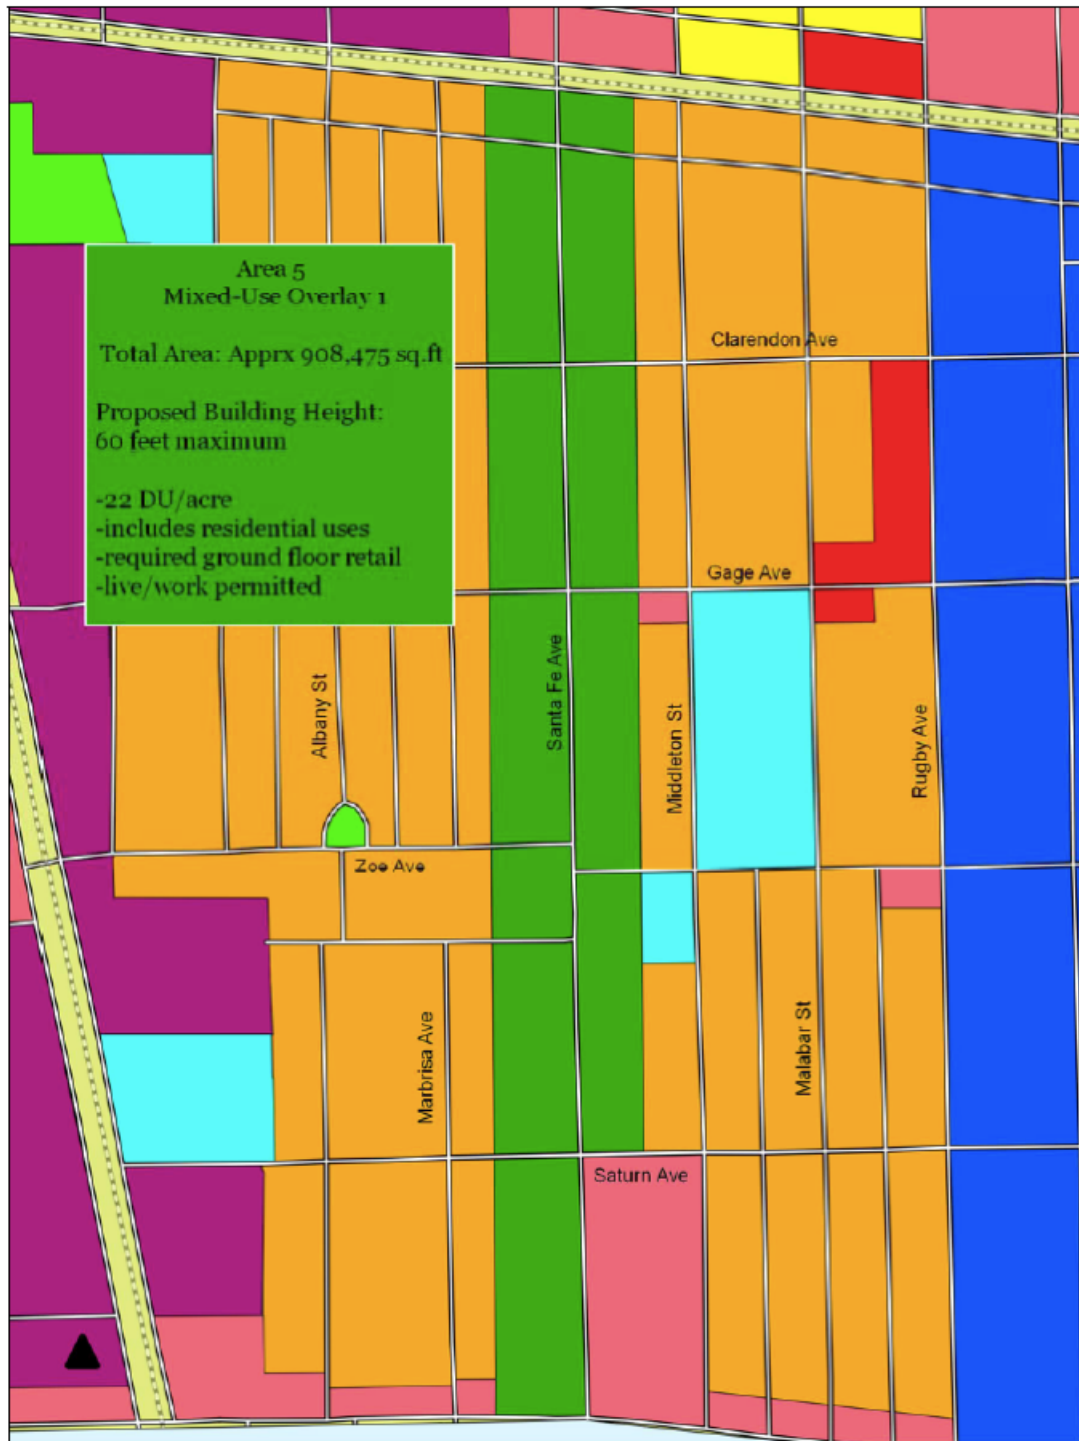 Area 5
Mixed-Use Overlay 1
Total Area: Apprx 908,475 sq.ft
Proposed Building Height:
60 feet maximum
-22 DU/acre
-includes residential uses
-required ground floor retail
-live/work permitted
Clarendon Ave
Gage Ave
Santa Fe Ave
Albany St
Middleton St
Rugby Ave
Zoe Ave
Marbrisa Ave
Malabar St
Saturn Ave